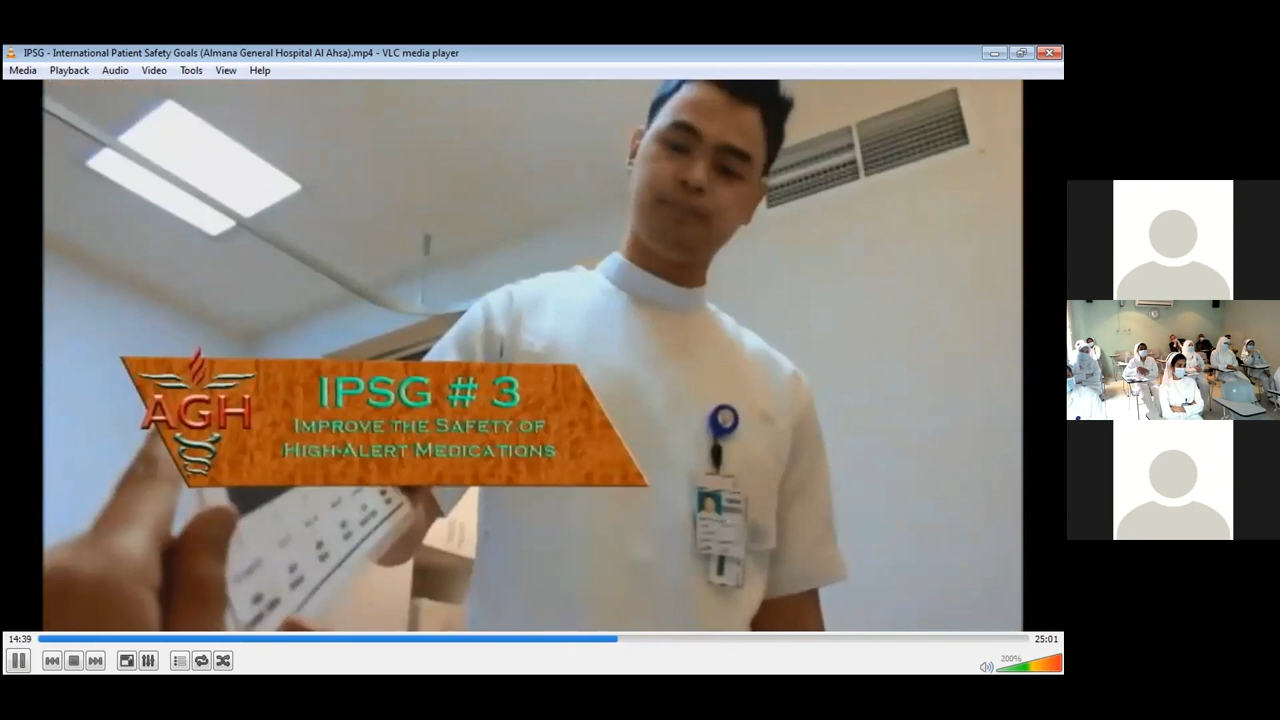 IPSG - International Patient Safety Goals (Almana General Hospital Al Ahsa).mp4 - VLC media player
Media Playback Audio Video Tools View Help
AGH
IPSG # 3
IMPROVE THE SAFETY OF
HIGH-ALERT MEDICATIONS
14:39
25:01
200%